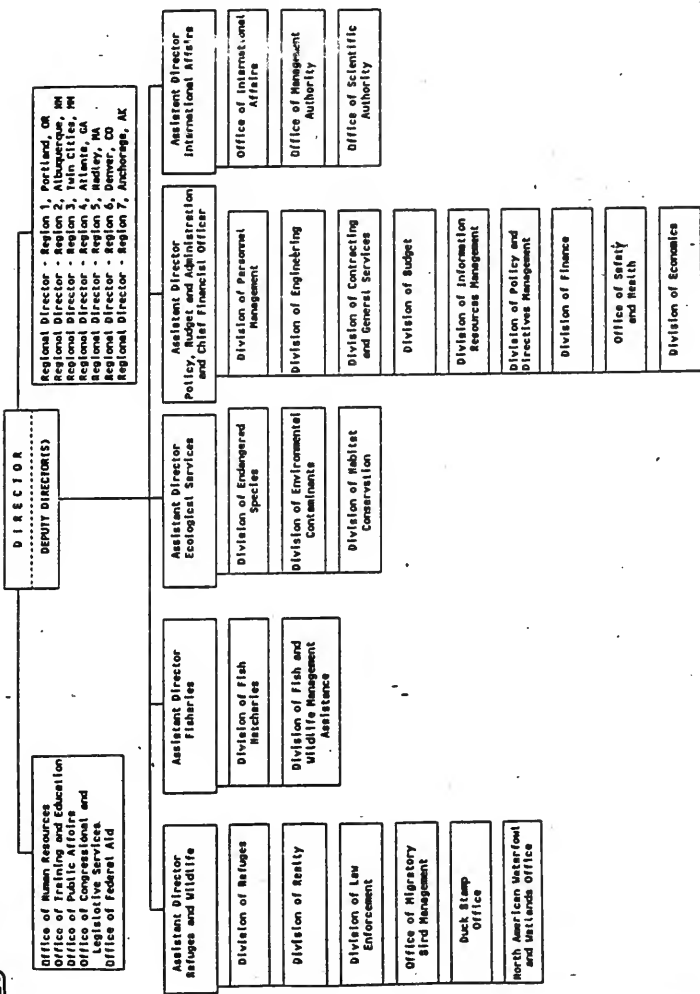 D I R E C T O R
DEPUTY DIRECTOR(S)
Office of Human Resources
Office of Training and Education
Office of Public Affairs
Office of Congressional and
Legislative Services
Office of Federal Aid
Regional Director - Region 1, Portland, OR
Regional Director - Region 2, Albuquerque, NM
Regional Director - Region 3, Twin Cities, MN
Regional Director - Region 4, Atlanta, GA
Regional Director - Region 5, Hadley, MA
Regional Director - Region 6, Denver, CO
Regional Director - Region 7, Anchorage, AK
Assistant Director
Refuges and Wildlife
Division of Refuges
Division of Realty
Division of Law
Enforcement
Office of Migratory
Bird Management
Duck Stamp
Office
North American Waterfowl
and Wetlands Office
Assistant Director
Fisharies
Division of Fish
Hatcharies
Division of Fish and
Wildlife Management
Assistance
Assistant Director
Ecological Services
Division of Endangered
Species
Division of Environmental
Contaminants
Division of Habitat
Conservation
Assistant Director
Policy, Budget and Administration
and Chief Financial Officer
Division of Personnel
Management
Division of Engineering
Division of Contracting
and General Services
Division of Budget
Division of Information
Resources Management
Division of Policy and
Directives Management
Division of Finance
Office of Safety
and Health
Division of Economics
Assistent Director
International Affairs
Office of International
Affairs
Office of Management
Authority
Office of Scientific
Authority